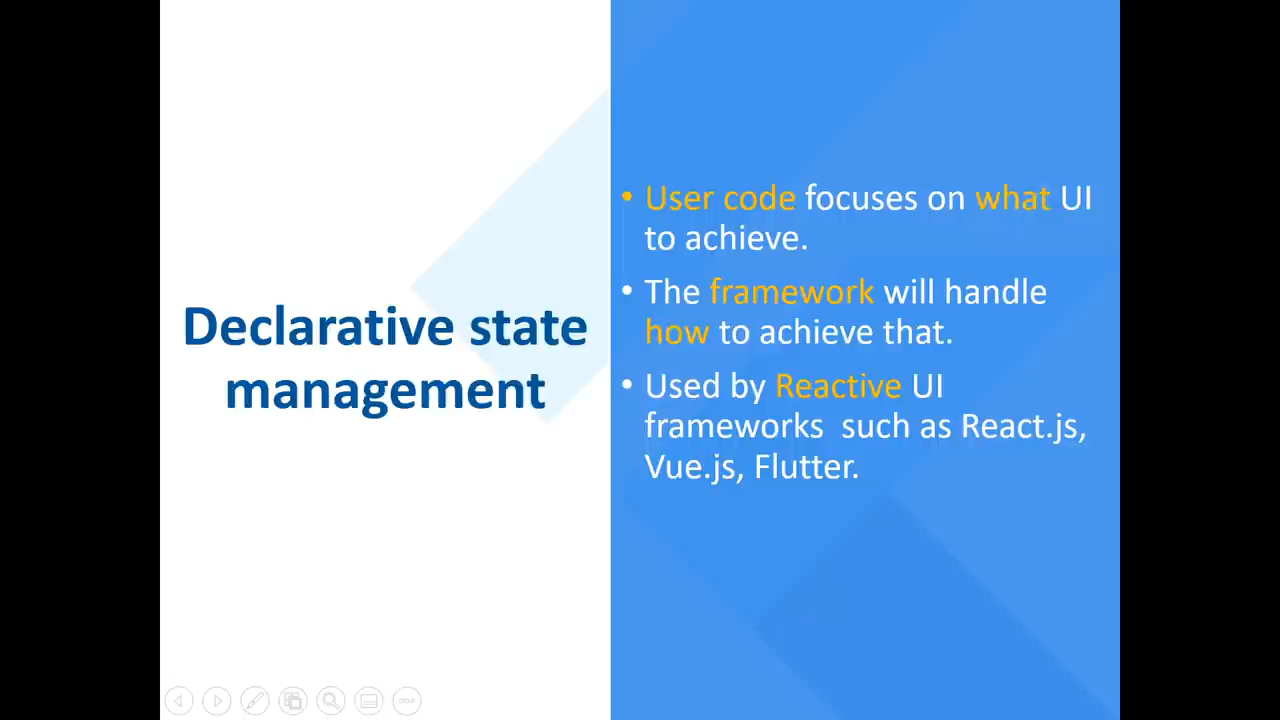 Declarative state
management
• User code focuses on what UI
to achieve.
• The framework will handle
how to achieve that.
• Used by Reactive UI
frameworks  such as React.js,
Vue.js, Flutter.